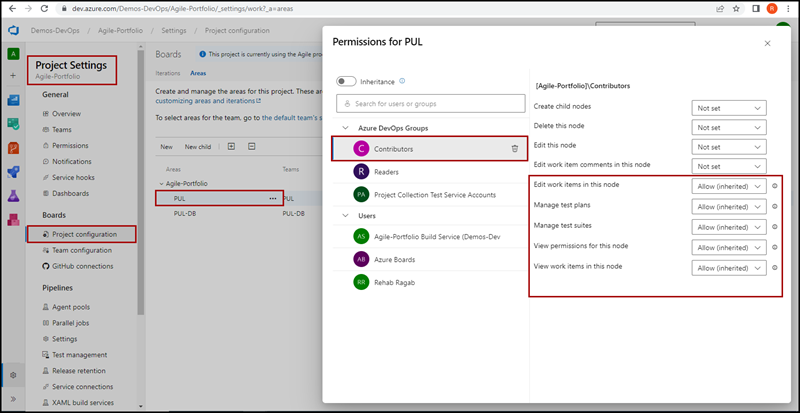 dev.azure.com/Demos-DevOps/Agile-Portfolio/_settings/work?_a=areas
R
Demos-DevOps / Agile-Portfolio / Settings / Project configuration
A
Project Settings
Agile-Portfolio
General
Overview
Teams
Permissions
Notifications
Service hooks
Dashboards
Boards
Project configuration
Team configuration
GitHub connections
Pipelines
Agent pools
Parallel jobs
Settings
Test management
Release retention
Service connections
XAML build services
Boards This project is currently using the Agile proc
Iterations Areas
Create and manage the areas for this project. These are
customizing areas and iterations
To select areas for the team, go to the default team's s
New New child
Areas Teams
Agile-Portfolio
PUL ... PUL
PUL-DB PUL-DB
Permissions for PUL
Inheritance
Search for users or groups
Azure DevOps Groups
C Contributors
R Readers
PA Project Collection Test Service Accounts
Users
AS Agile-Portfolio Build Service (Demos-Dev
AB Azure Boards
RR Rehab Ragab
[Agile-Portfolio]\Contributors
Create child nodes Not set
Delete this node Not set
Edit this node Not set
Edit work item comments in this node Not set
Edit work items in this node Allow (inherited)
Manage test plans Allow (inherited)
Manage test suites Allow (inherited)
View permissions for this node Allow (inherited)
View work items in this node Allow (inherited)